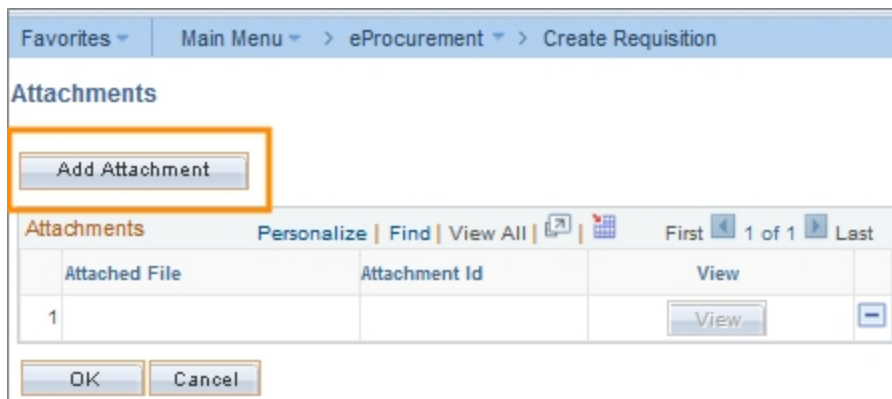 Favorites Main Menu > eProcurement > Create Requisition
Attachments
Add Attachment
Attachments Personalize | Find | View All | | First 1 of 1 Last
Attached File Attachment Id View
1 View
OK Cancel